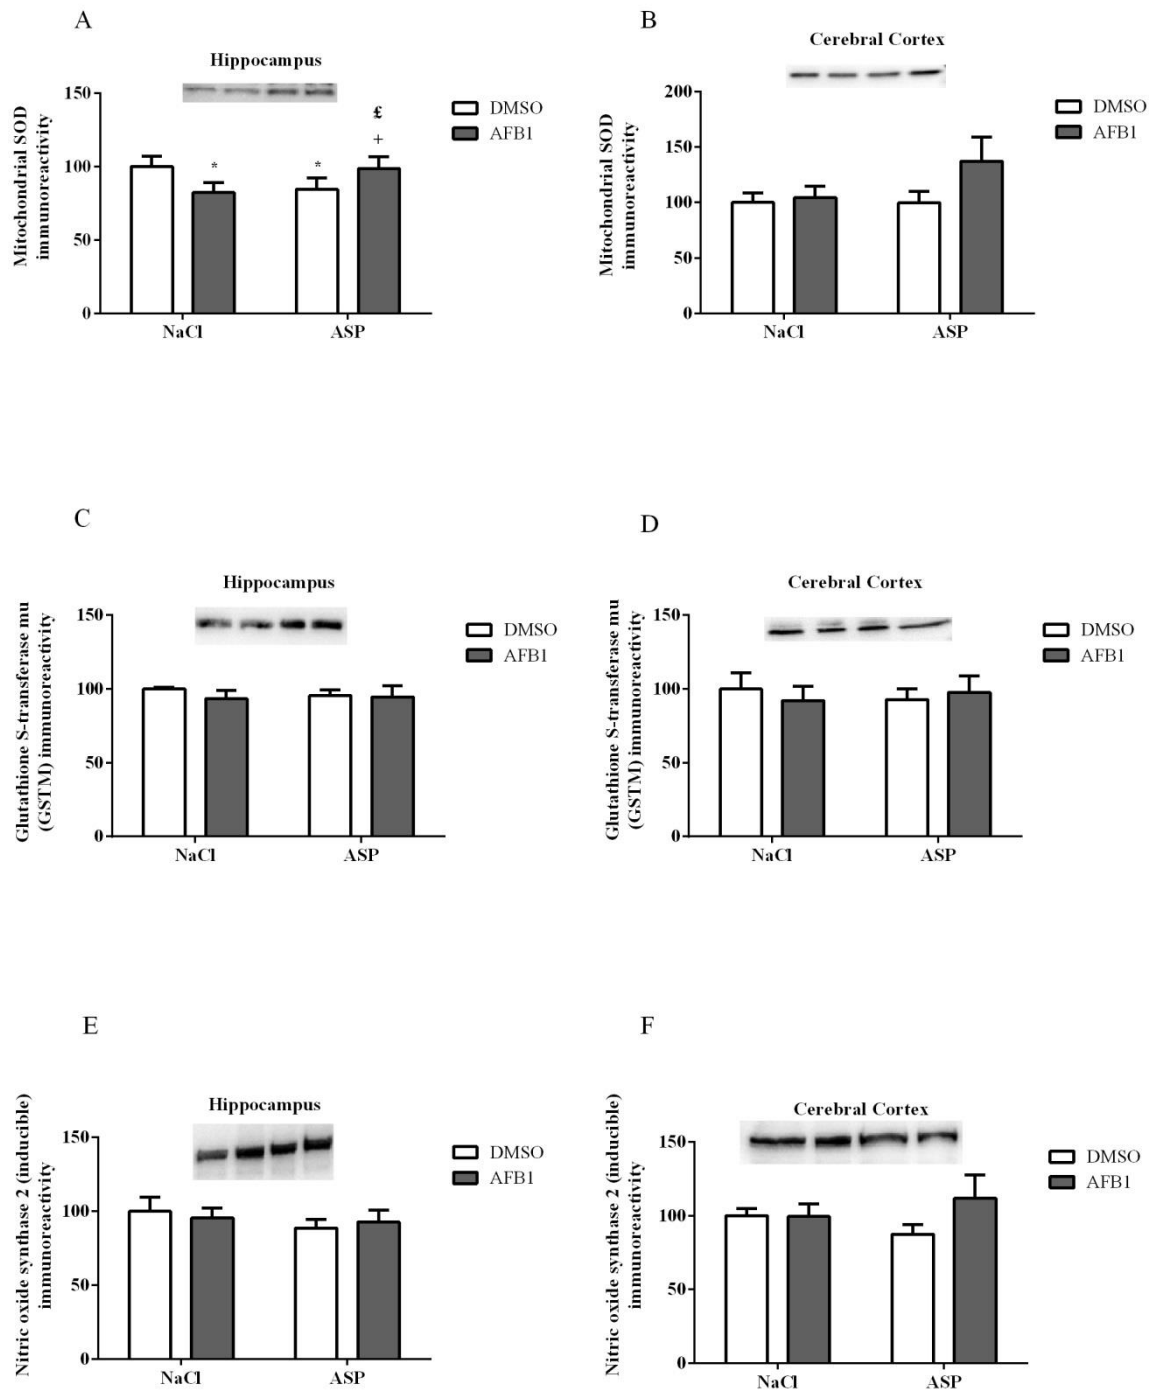 A
Hippocampus
Mitochondrial SOD
immunoreactivity
150
100
50
0
*
*
£
+
NaCl
ASP
DMSO
AFB1
B
Cerebral Cortex
Mitochondrial SOD
immunoreactivity
200
150
100
50
0
NaCl
ASP
DMSO
AFB1
C
Hippocampus
Glutathione S-transferase mu
(GSTM) immunoreactivity
150
100
50
0
NaCl
ASP
DMSO
AFB1
D
Cerebral Cortex
Glutathione S-transferase mu
(GSTM) immunoreactivity
150
100
50
0
NaCl
ASP
DMSO
AFB1
E
Hippocampus
Nitric oxide synthase 2 (inducible)
immunoreactivity
150
100
50
0
NaCl
ASP
DMSO
AFB1
F
Cerebral Cortex
Nitric oxide synthase 2 (inducible)
immunoreactivity
150
100
50
0
NaCl
ASP
DMSO
AFB1